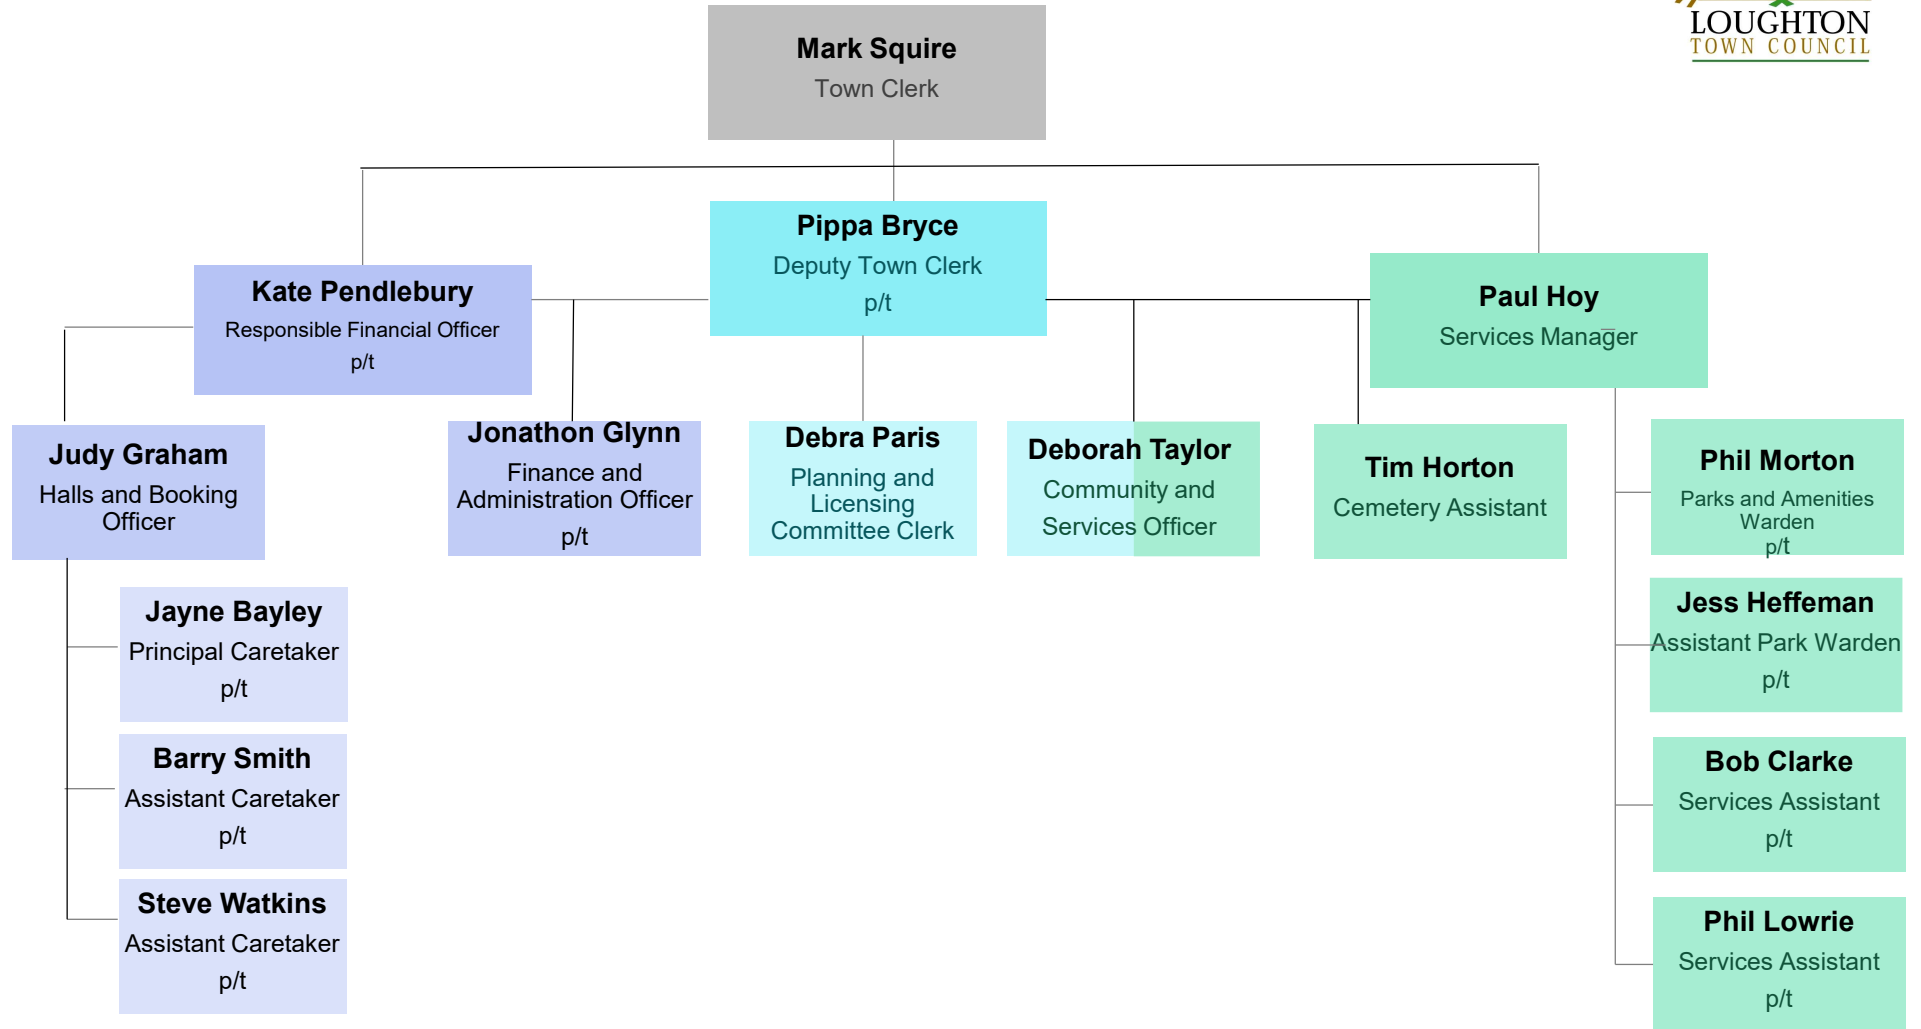 LOUGHTON
TOWN COUNCIL
Mark Squire
Town Clerk
Pippa Bryce
Deputy Town Clerk
p/t
Kate Pendlebury
Responsible Financial Officer
p/t
Paul Hoy
Services Manager
Judy Graham
Halls and Booking
Officer
Jonathon Glynn
Finance and
Administration Officer
p/t
Debra Paris
Planning and
Licensing
Committee Clerk
Deborah Taylor
Community and
Services Officer
Tim Horton
Cemetery Assistant
Phil Morton
Parks and Amenities
Warden
p/t
Jayne Bayley
Principal Caretaker
p/t
Jess Heffeman
Assistant Park Warden
p/t
Barry Smith
Assistant Caretaker
p/t
Bob Clarke
Services Assistant
p/t
Steve Watkins
Assistant Caretaker
p/t
Phil Lowrie
Services Assistant
p/t